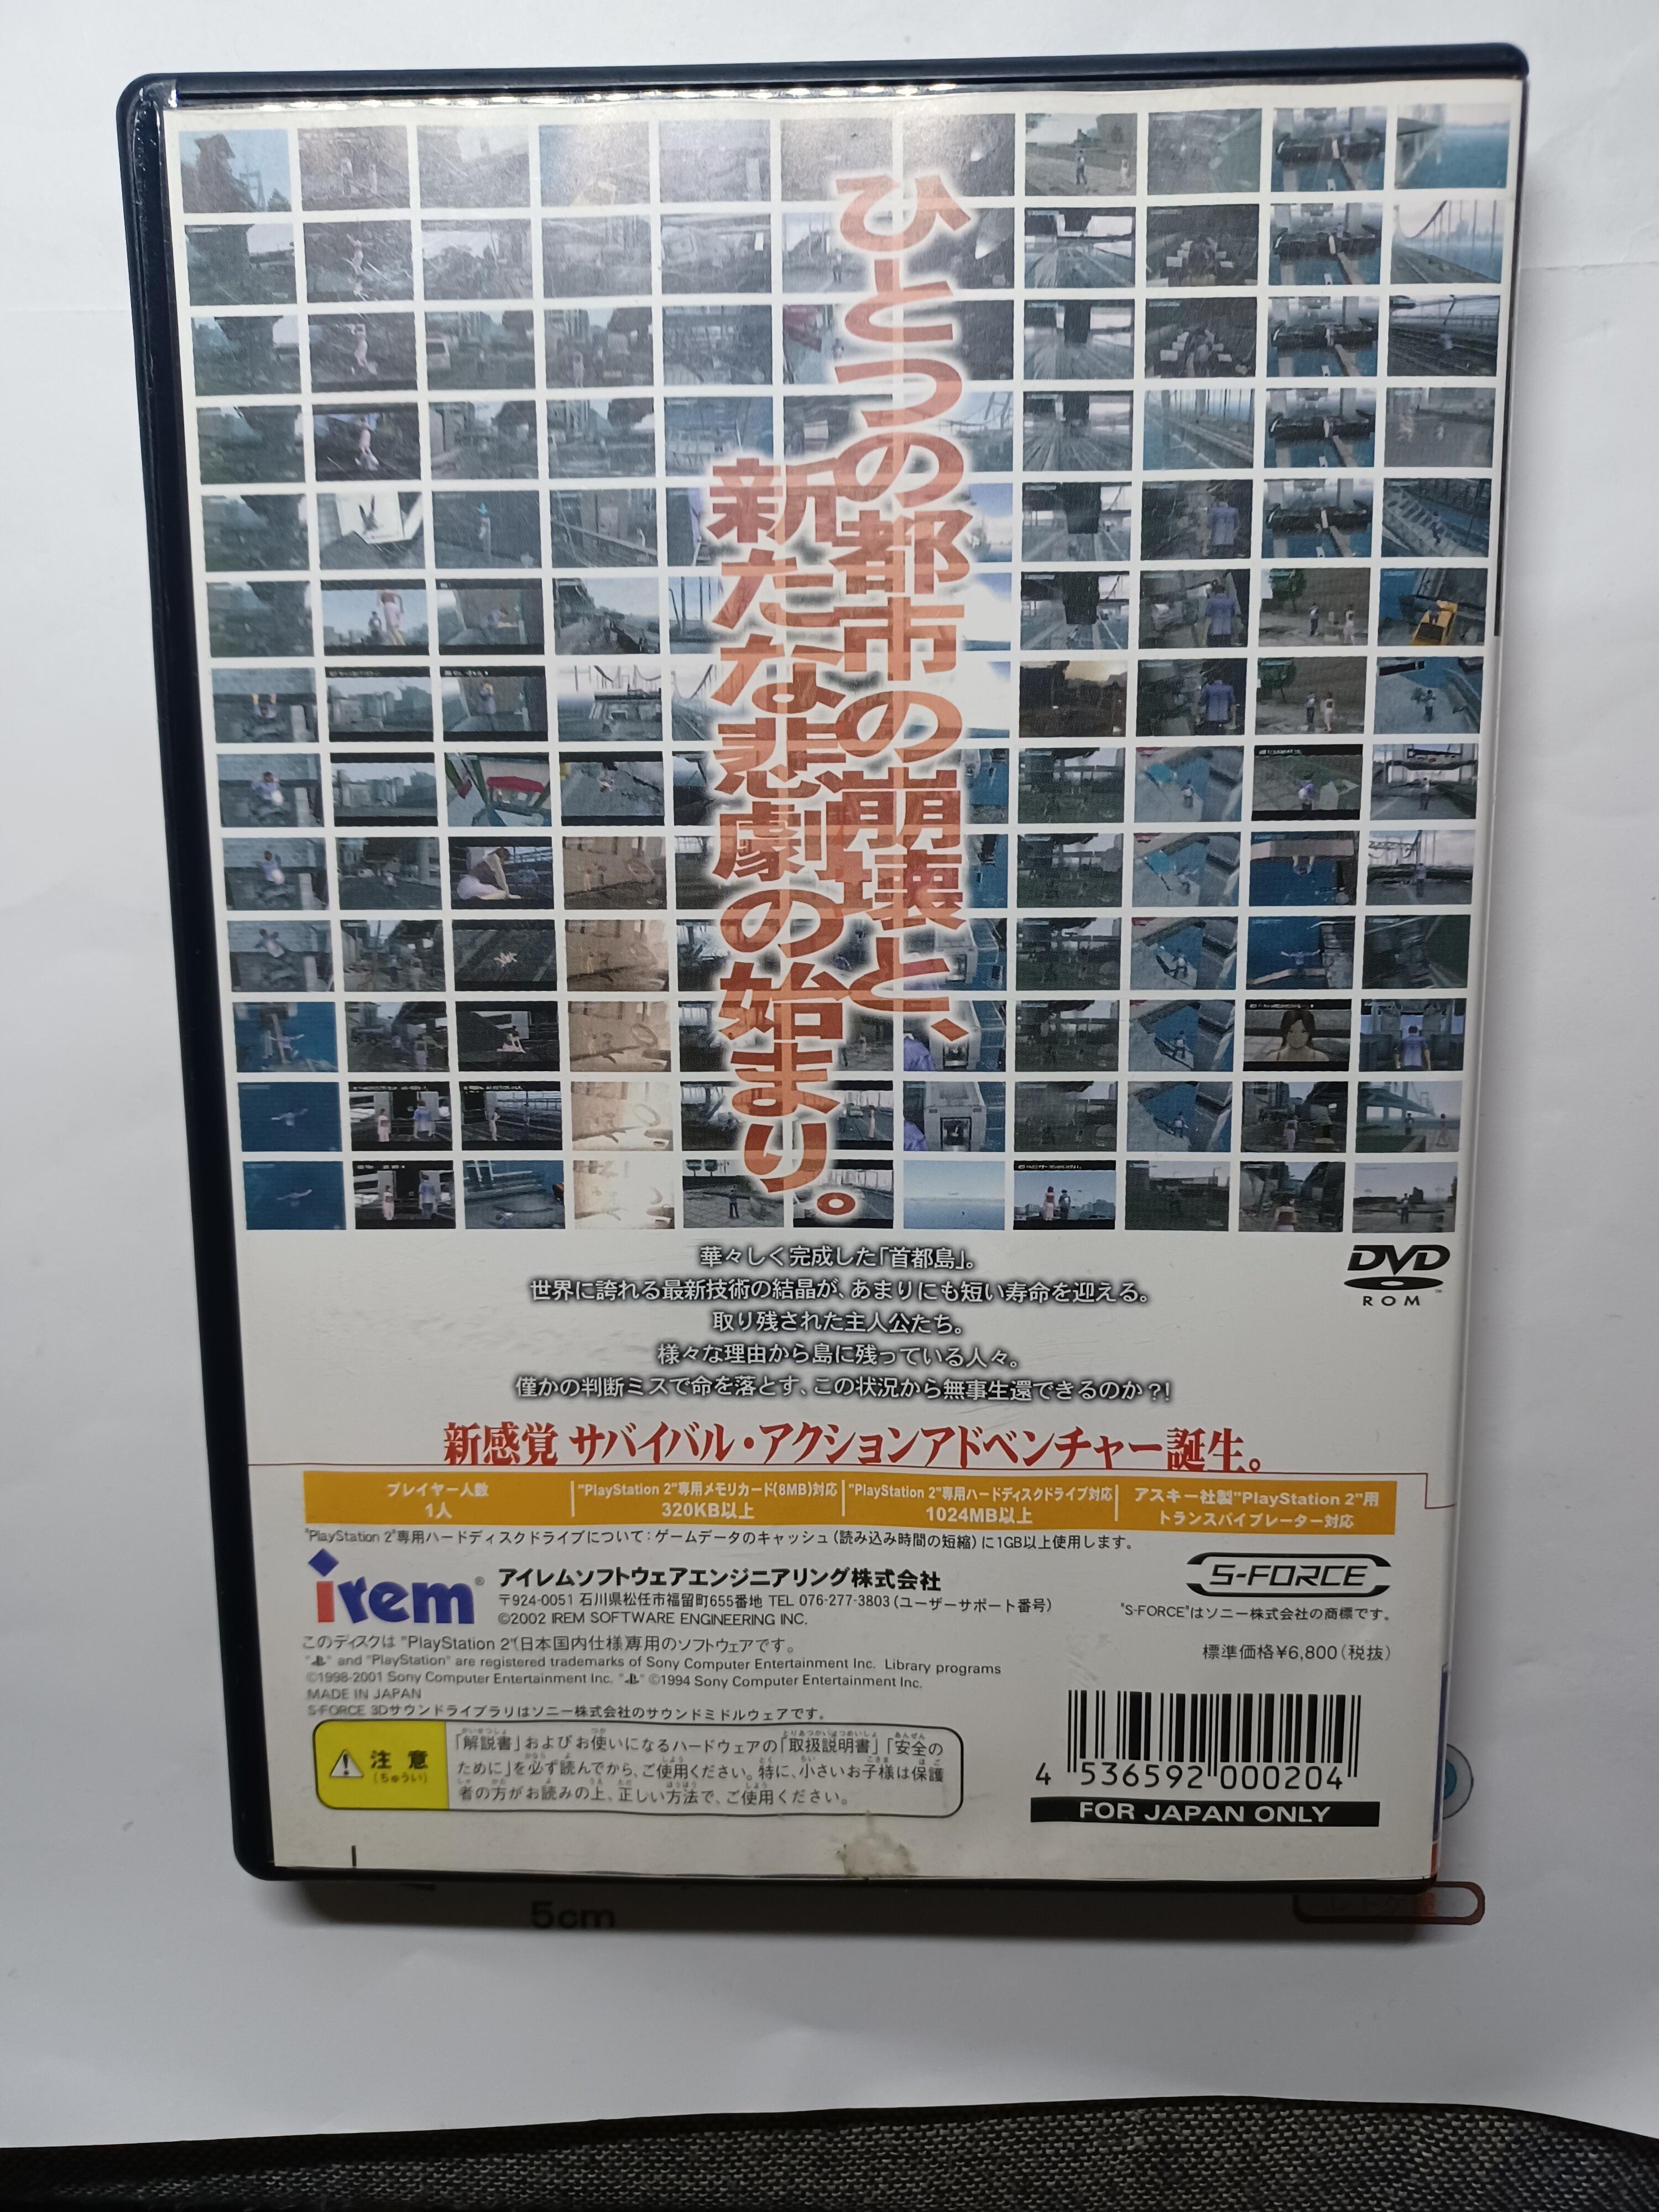 ひとつの都市の崩壊と、
新たな悲劇の始まり。
華々しく完成した「首都島」。
世界に誇れる最新技術の結晶が、あまりにも短い寿命を迎える。
取り残された主人公たち。
様々な理由から島に残っている人々。
僅かの判断ミスで命を落とす、この状況から無事生還できるのか?!
DVD
ROM
新感覚 サバイバル・アクションアドベンチャー誕生。
プレイヤー人数
1人
"PlayStation 2"専用メモリカード(8MB)対応
320KB以上
"PlayStation 2"専用ハードディスクドライブ対応
1024MB以上
アスキー社製"PlayStation 2"用
トランスバイブレーター対応
"PlayStation 2"専用ハードディスクドライブについて:ゲームデータのキャッシュ(読み込み時間の短縮)に1GB以上使用します。
irem®
アイレムソフトウェアエンジニアリング株式会社
〒924-0051 石川県松任市福留町655番地 TEL 076-277-3803(ユーザーサポート番号)
©2002 IREM SOFTWARE ENGINEERING INC.
S-FORCE
"S-FORCE"はソニー株式会社の商標です。
このディスクは "PlayStation 2"(日本国内仕様)専用のソフトウェアです。
標準価格¥6,800(税抜)
" " and "PlayStation" are registered trademarks of Sony Computer Entertainment Inc. Library programs
©1998-2001 Sony Computer Entertainment Inc. " " ©1994 Sony Computer Entertainment Inc.
MADE IN JAPAN
S-FORCE 3Dサウンドライブラリはソニー株式会社のサウンドミドルウェアです。
注意
(ちゅうい)
「解説書」およびお使いになるハードウェアの「取扱説明書」「安全の
ために」を必ず読んでから、ご使用ください。特に、小さいお子様は保護
者の方がお読みの上、正しい方法で、ご使用ください。
4 536592 000204
FOR JAPAN ONLY
5cm